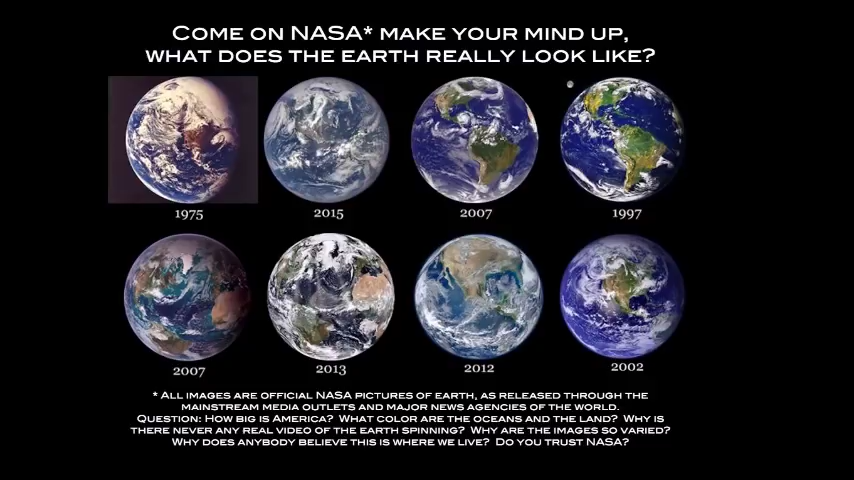 Come on NASA* make your mind up,
what does the earth really look like?
1975
2015
2007
1997
2007
2013
2012
2002
* All images are official NASA pictures of earth, as released through the
mainstream media outlets and major news agencies of the world.
Question: How big is America? What color are the oceans and the land? Why is
there never any real video of the earth spinning? Why are the images so varied?
Why does anybody believe this is where we live? Do you trust NASA?